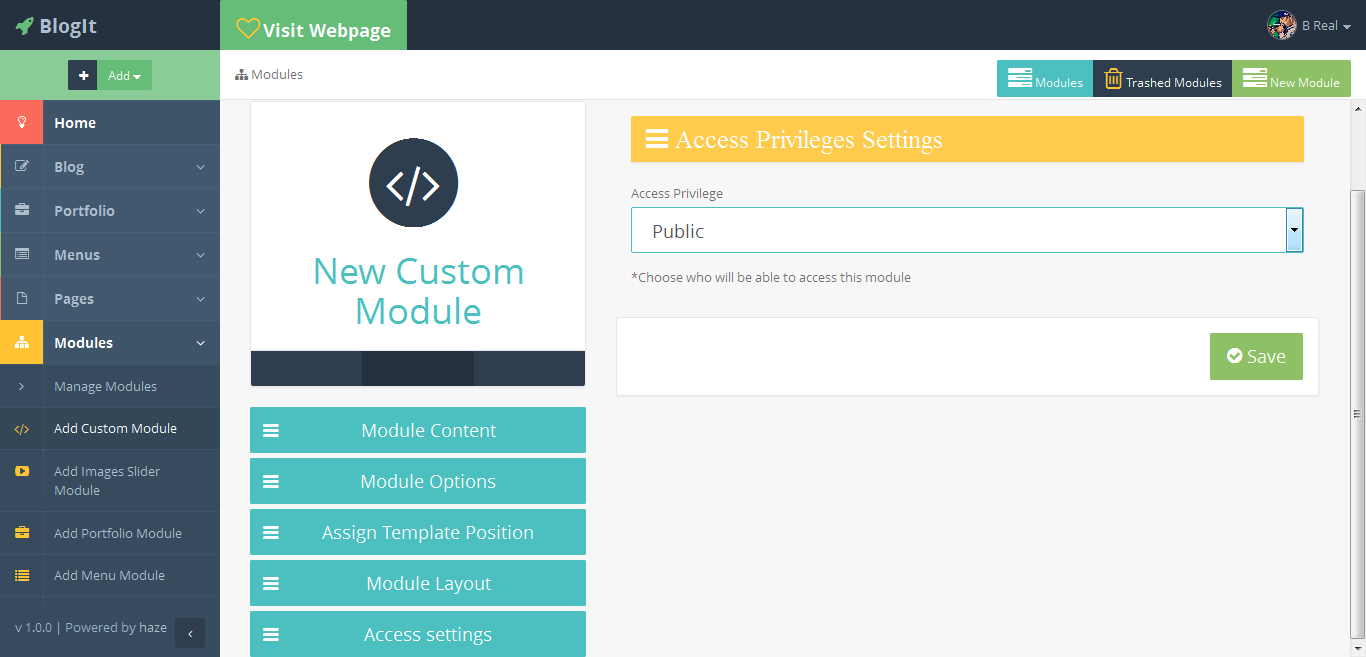 BlogIt
Visit Webpage
B Real
Add
Modules
Modules
Trashed Modules
New Module
Home
Blog
Portfolio
Menus
Pages
Modules
Manage Modules
Add Custom Module
Add Images Slider
Module
Add Portfolio Module
Add Menu Module
v 1.0.0 | Powered by haze
</>
New Custom
Module
Module Content
Module Options
Assign Template Position
Module Layout
Access settings
Access Privileges Settings
Access Privilege
Public
*Choose who will be able to access this module
Save